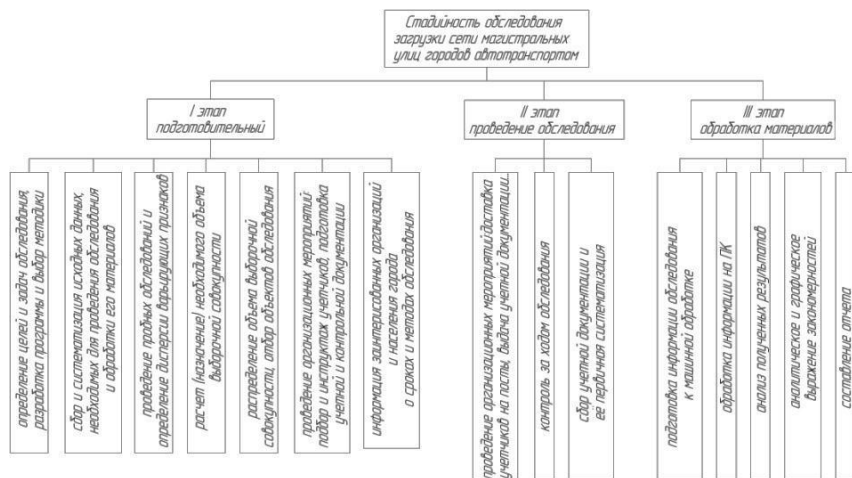 Стадийность обследования
загрузки сети магистральных
улиц городов автотранспортом
I этап
подготовительный
II этап
проведение обследования
III этап
обработка материалов
определение целей и задач обследования,
разработка программы и выбор методики
сбор и систематизация исходных данных,
необходимых для проведения обследования
и обработки его материалов
проведение пробных обследований и
определение дисперсии варьирующих признаков
расчет (назначение) необходимого объема
выборочной совокупности
распределение объема выборочной
совокупности, отбор объектов обследования
проведение организационных мероприятий:
подбор и инструктаж учетчиков, подготовка
учетной и контрольной документации
информация заинтерисованных организаций
и населения города
о сроках и методах обследования
проведение организационных мероприятий:доставка
учетчиков на посты, выдача учетной документации...
контроль за ходом обследования
сбор учетной документации и
её первичная систематизация
подготовка информации обследования
к машинной обработке
обработка информации на ПК
анализ полученных результатов
аналитическое и графическое
выражение закономерностей
составление отчета